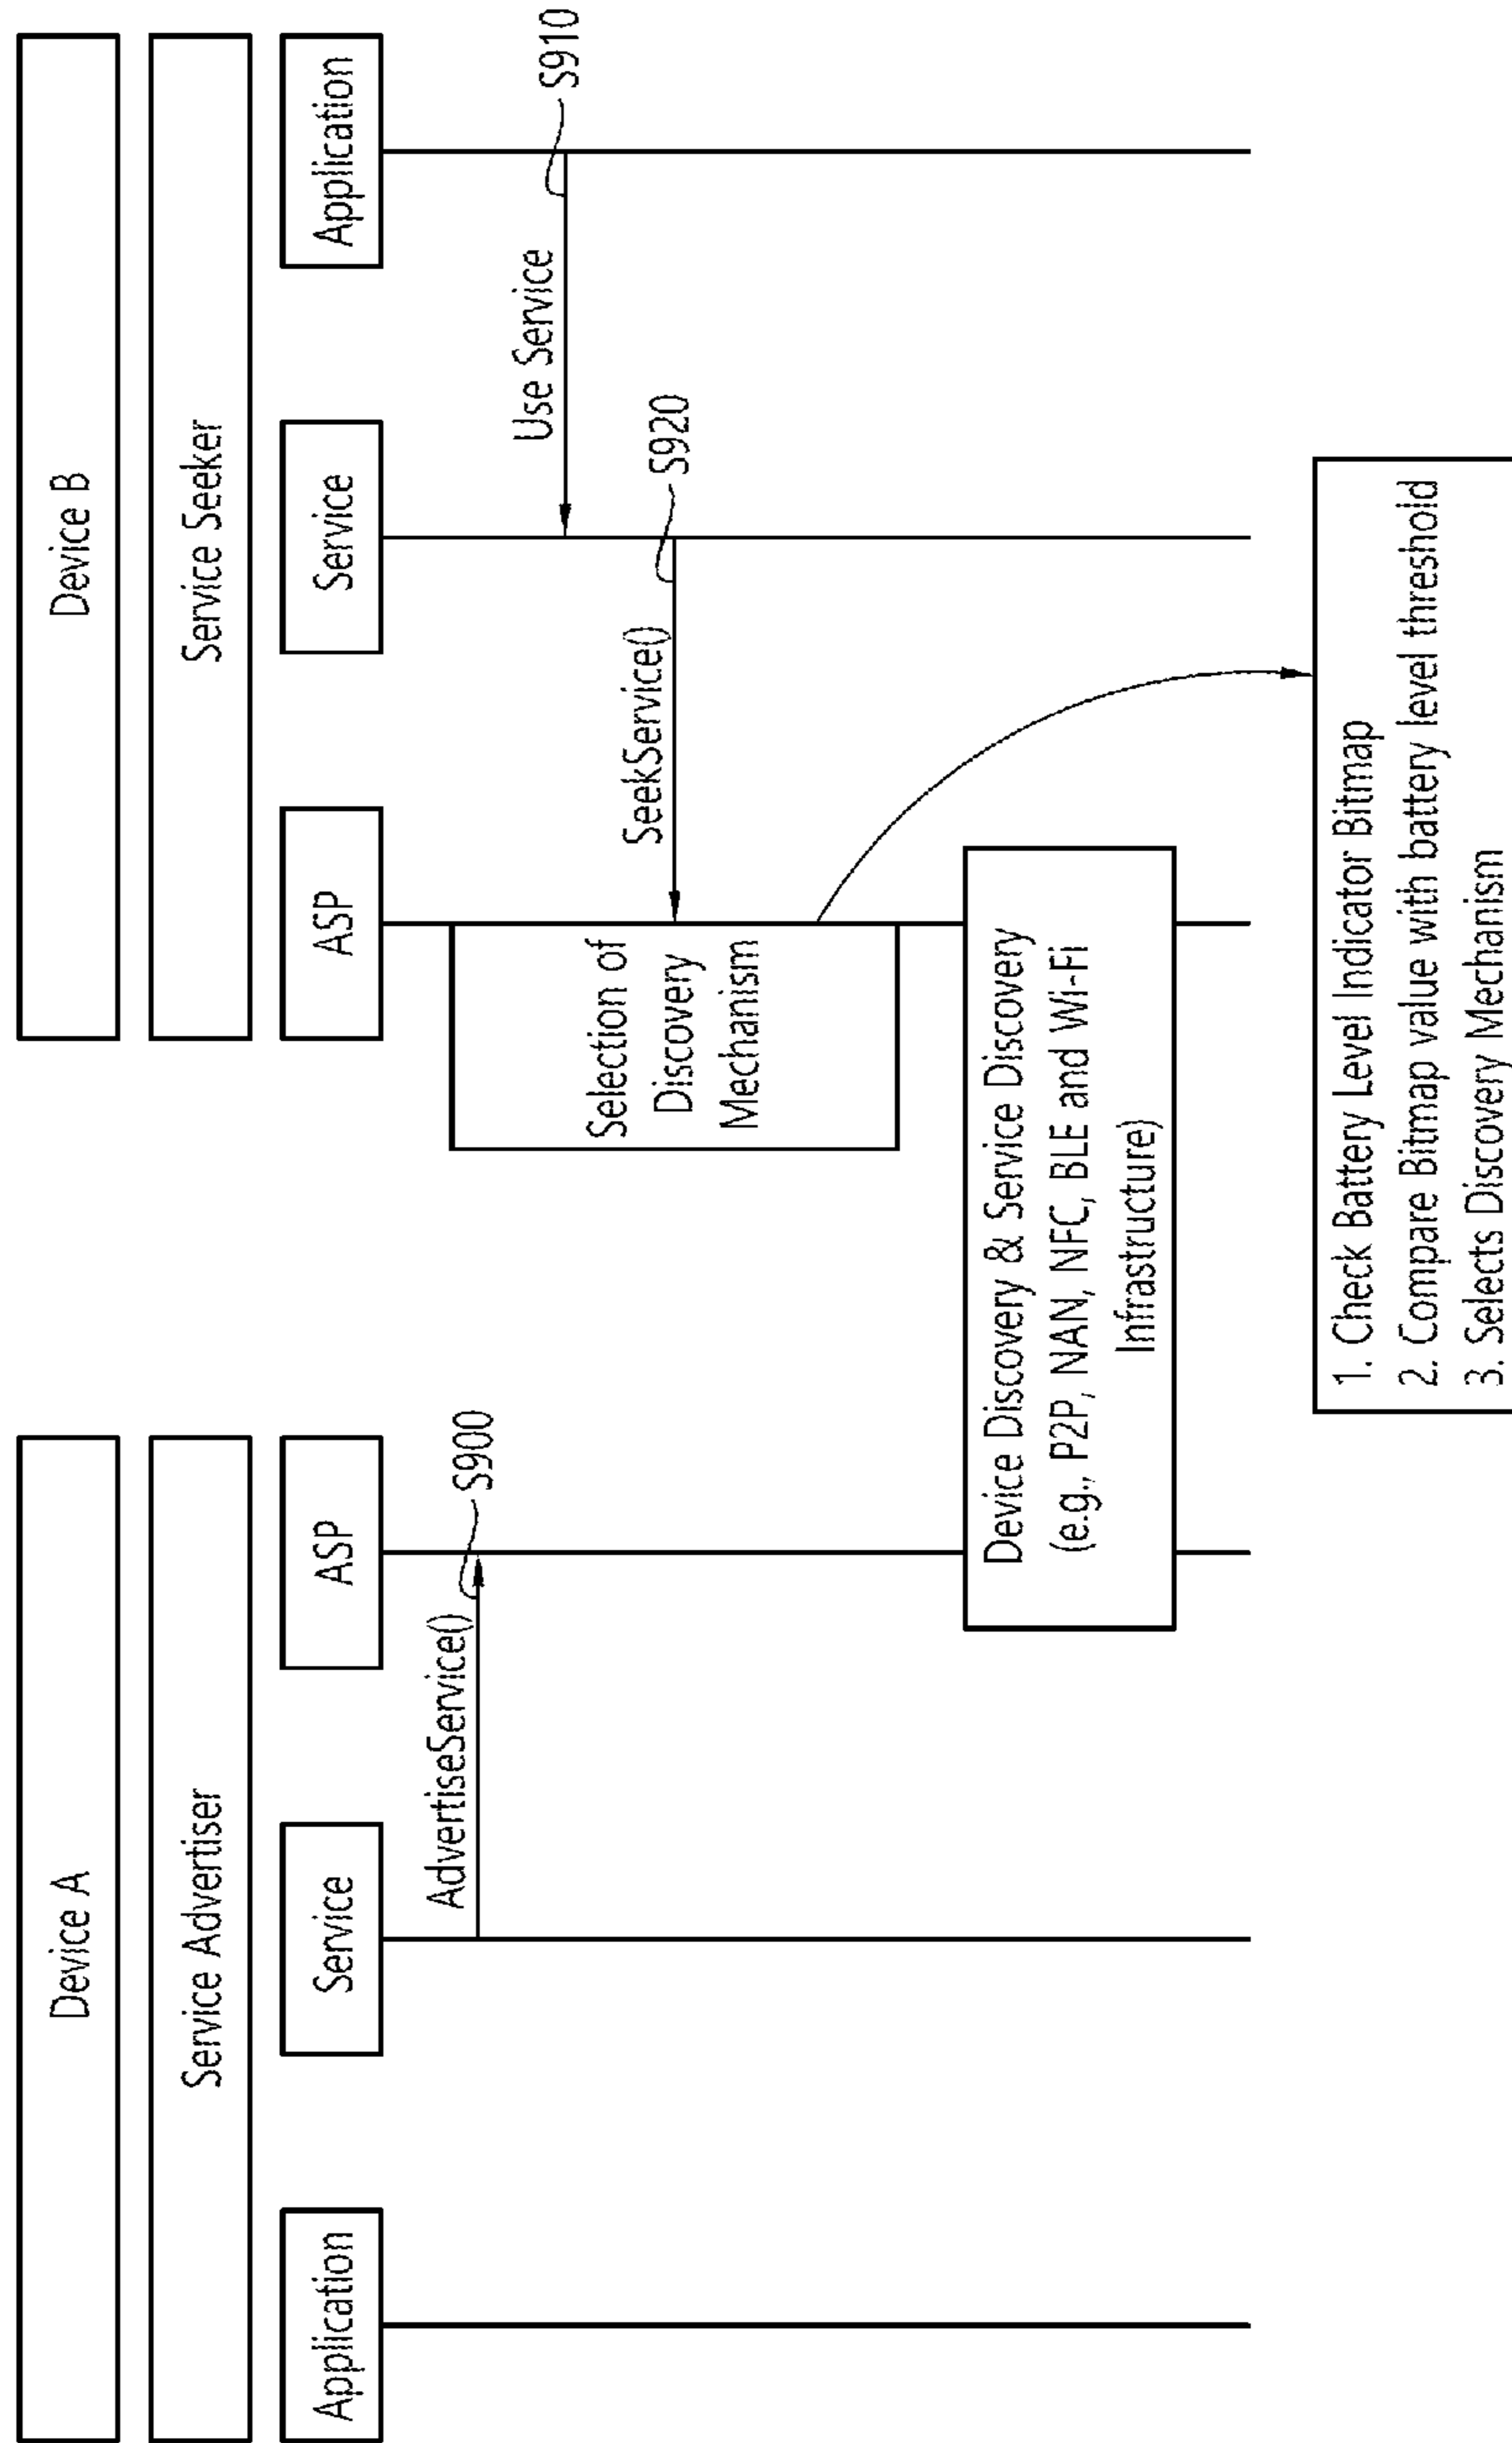 Device A
Device B
Service Advertiser
Service Seeker
Application
Service
ASP
ASP
Service
Application
AdvertiseService()
S900
Use Service
S910
SeekService()
S920
Selection of
Discovery
Mechanism
Device Discovery & Service Discovery
(e.g., P2P, NAN, NFC, BLE and Wi-Fi
Infrastructure)
1. Check Battery Level Indicator Bitmap
2. Compare Bitmap value with battery level threshold
3. Selects Discovery Mechanism